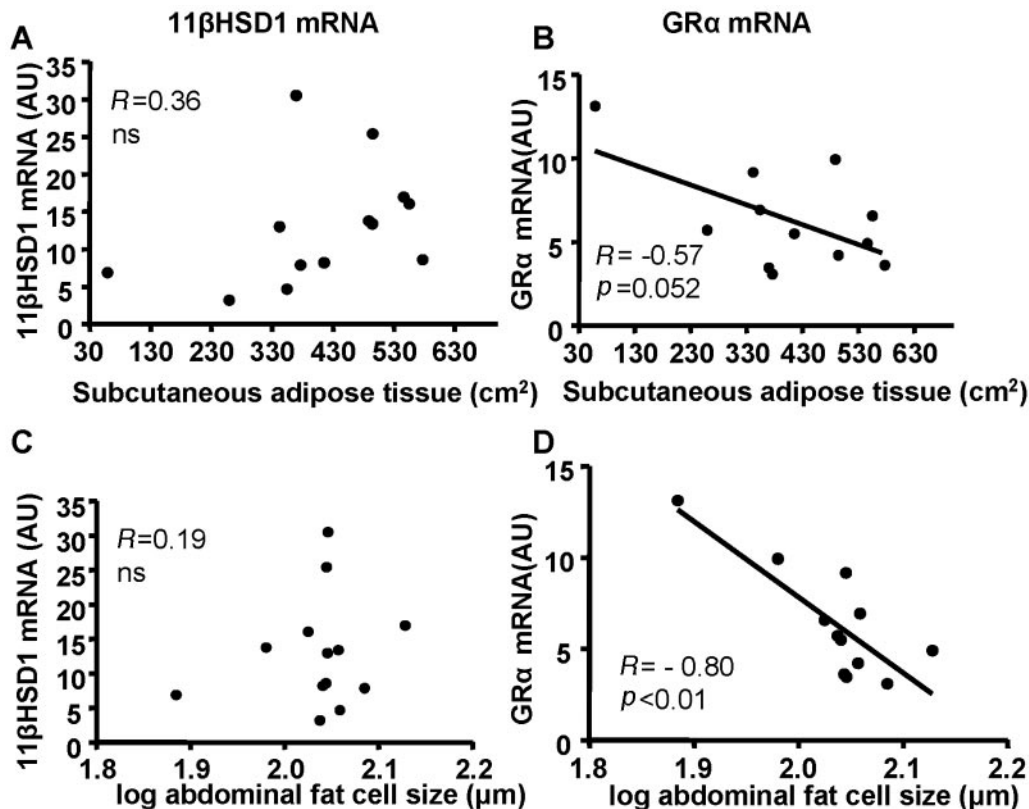 11βHSD1 mRNA
GRα mRNA
A
11βHSD1 mRNA (AU)
35
30
25
20
15
10
5
0
R=0.36
ns
30 130 230 330 430 530 630
Subcutaneous adipose tissue (cm²)
B
GRα mRNA(AU)
15
10
5
0
R= -0.57
p=0.052
30 130 230 330 430 530 630
Subcutaneous adipose tissue (cm²)
C
11βHSD1 mRNA (AU)
35
30
25
20
15
10
5
0
R=0.19
ns
1.8 1.9 2.0 2.1 2.2
log abdominal fat cell size (μm)
D
GRα mRNA(AU)
15
10
5
0
R= - 0.80
p<0.01
1.8 1.9 2.0 2.1 2.2
log abdominal fat cell size (μm)